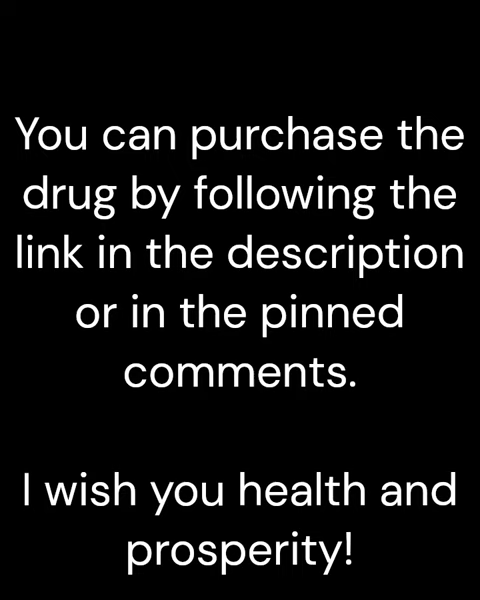 You can purchase the
drug by following the
link in the description
or in the pinned
comments.
I wish you health and
prosperity!